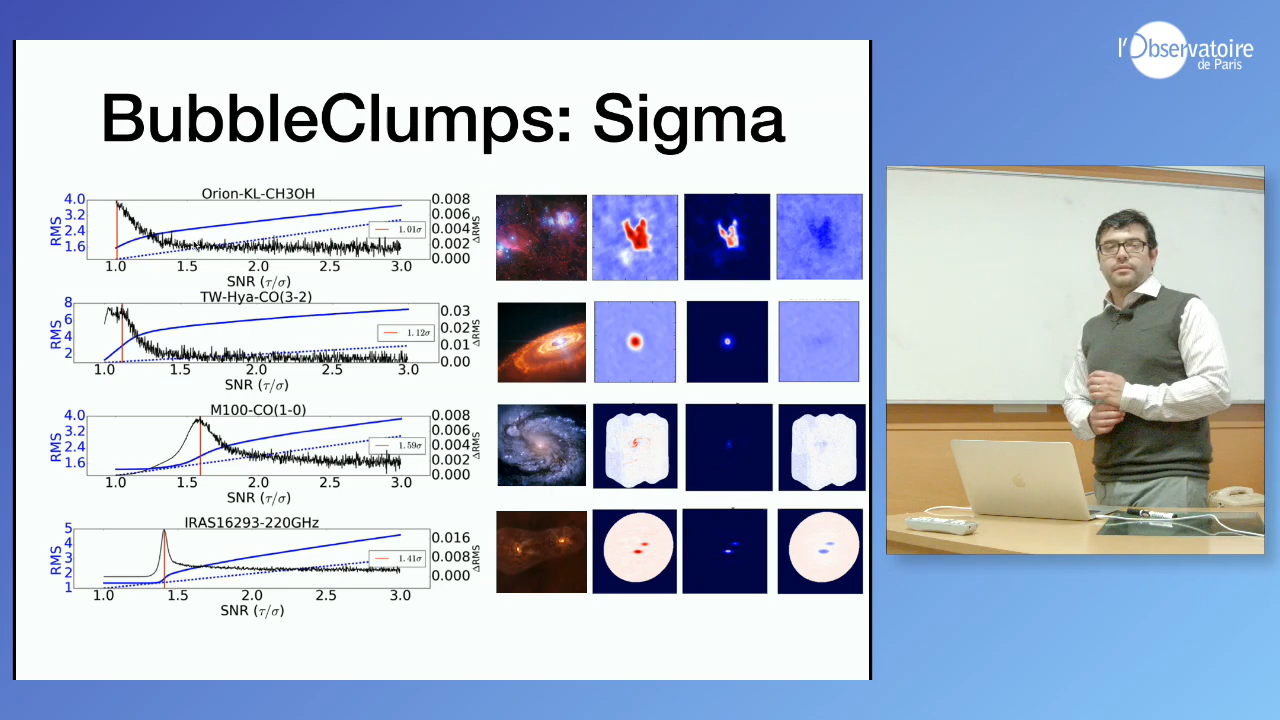 l'Observatoire
de Paris
BubbleClumps: Sigma
Orion-KL-CH3OH
4.0
3.2
2.4
1.6
RMS
0.008
0.006
0.004
0.002
0.000
ΔRMS
1.01σ
1.0 1.5 2.0 2.5 3.0
SNR (τ/σ)
TW-Hya-CO(3-2)
8
6
4
2
RMS
0.03
0.02
0.01
0.00
ΔRMS
1.12σ
1.0 1.5 2.0 2.5 3.0
SNR (τ/σ)
M100-CO(1-0)
4.0
3.2
2.4
1.6
RMS
0.008
0.006
0.004
0.002
0.000
ΔRMS
1.59σ
1.0 1.5 2.0 2.5 3.0
SNR (τ/σ)
IRAS16293-220GHz
5
4
3
2
1
RMS
0.016
0.008
0.000
ΔRMS
1.41σ
1.0 1.5 2.0 2.5 3.0
SNR (τ/σ)